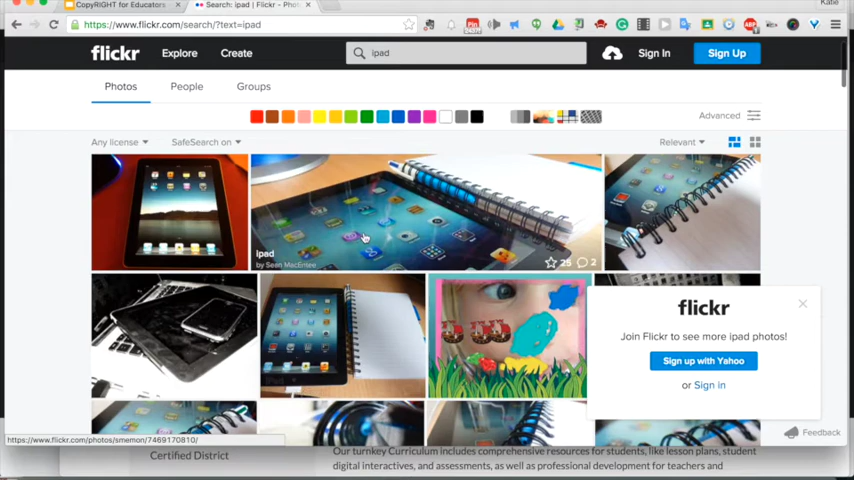 CopyRIGHT for Educators
Search: ipad | Flickr - Photo
Katie
https://www.flickr.com/search/?text=ipad
flickr
Explore
Create
ipad
Sign In
Sign Up
Photos
People
Groups
Advanced
Any license
SafeSearch on
Relevant
ipad
by Sean MacEntee
25
2
flickr
Join Flickr to see more ipad photos!
Sign up with Yahoo
or Sign in
Feedback
https://www.flickr.com/photos/smemon/7469170810/
Certified District
Our turnkey Curriculum includes comprehensive resources for students, like lesson plans, student
digital interactives, and assessments, as well as professional development for teachers and